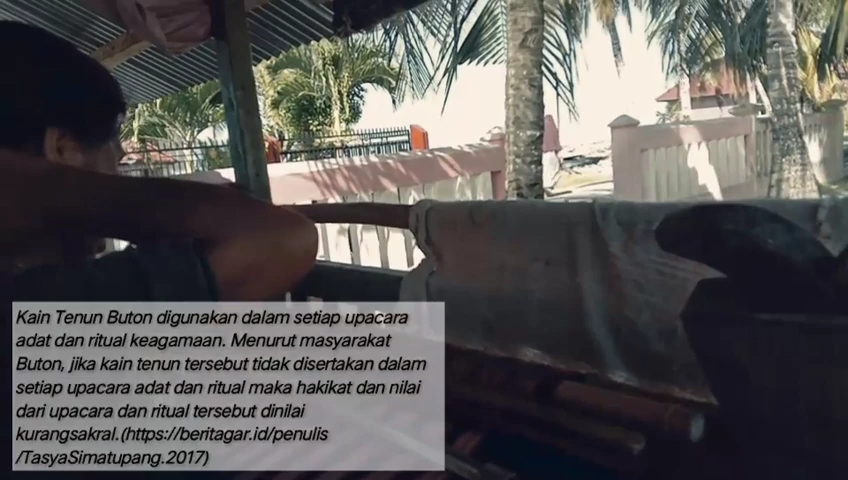 Kain Tenun Buton digunakan dalam setiap upacara
adat dan ritual keagamaan. Menurut masyarakat
Buton, jika kain tenun tersebut tidak disertakan dalam
setiap upacara adat dan ritual maka hakikat dan nilai
dari upacara dan ritual tersebut dinilai
kurangsakral.(https://beritagar.id/penulis
/TasyaSimatupang.2017)